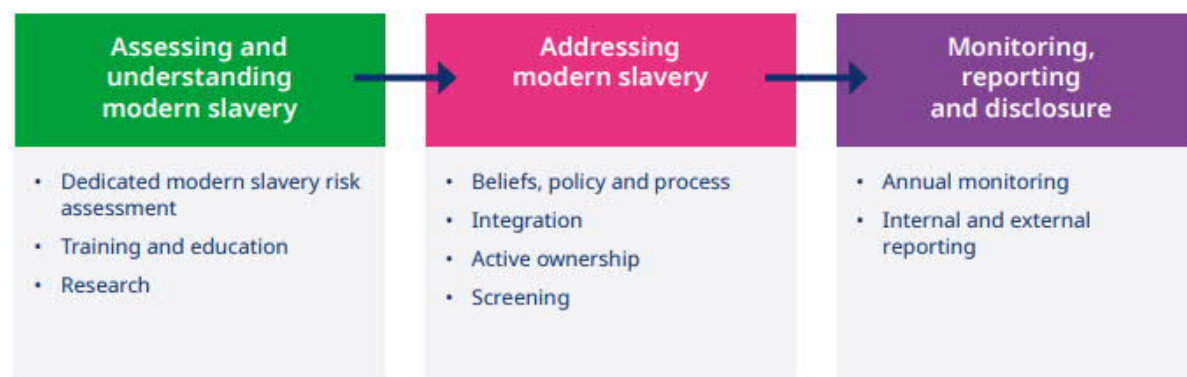 Assessing and
understanding
modern slavery
• Dedicated modern slavery risk
assessment
• Training and education
• Research
Addressing
modern slavery
• Beliefs, policy and process
• Integration
• Active ownership
• Screening
Monitoring,
reporting
and disclosure
• Annual monitoring
• Internal and external
reporting